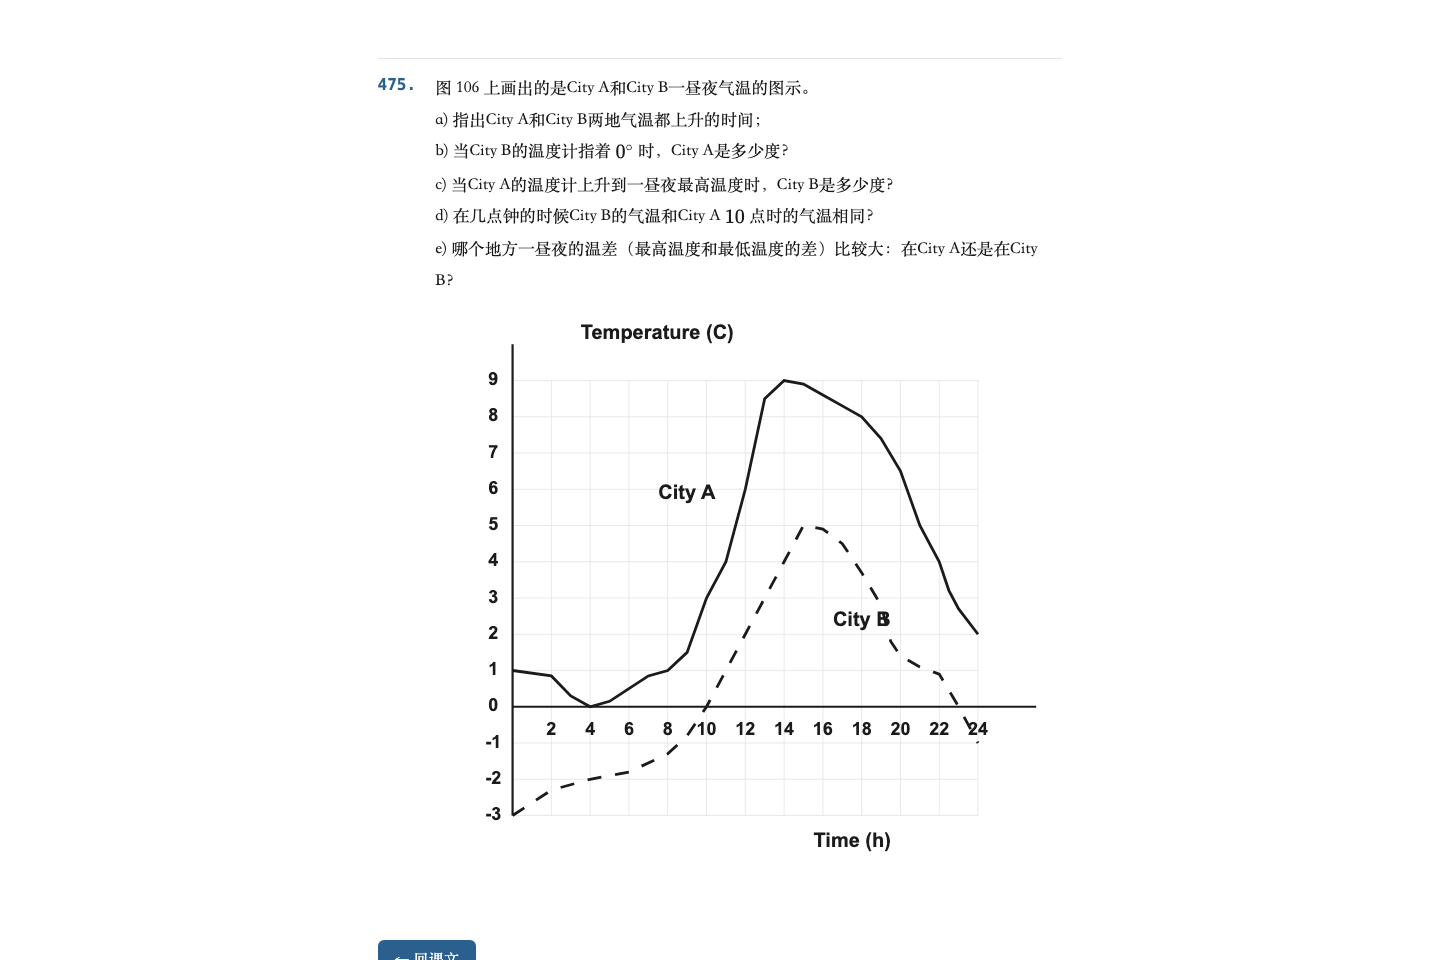 475. 图 106 上画出的是City A和City B一昼夜气温的图示。
a) 指出City A和City B两地气温都上升的时间；
b) 当City B的温度计指着 0° 时，City A是多少度?
c) 当City A的温度计上升到一昼夜最高温度时，City B是多少度?
d) 在几点钟的时候City B的气温和City A 10 点时的气温相同?
e) 哪个地方一昼夜的温差（最高温度和最低温度的差）比较大：在City A还是在City
B?
Temperature (C)
9
8
7
6
City A
5
4
3
City B
2
1
0
2 4 6 8 10 12 14 16 18 20 22 24
-1
-2
-3
Time (h)
← 回课文